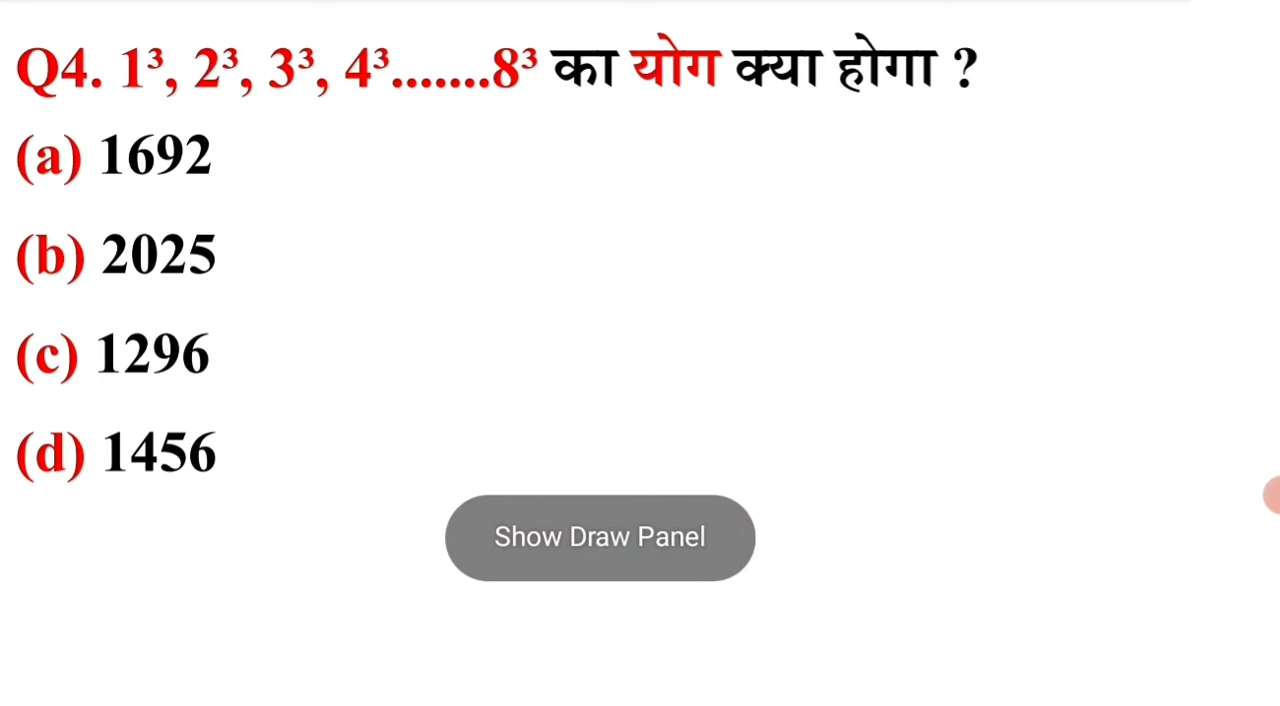 Q4. 1³, 2³, 3³, 4³.......8³ का योग क्या होगा ?
(a) 1692
(b) 2025
(c) 1296
(d) 1456
Show Draw Panel